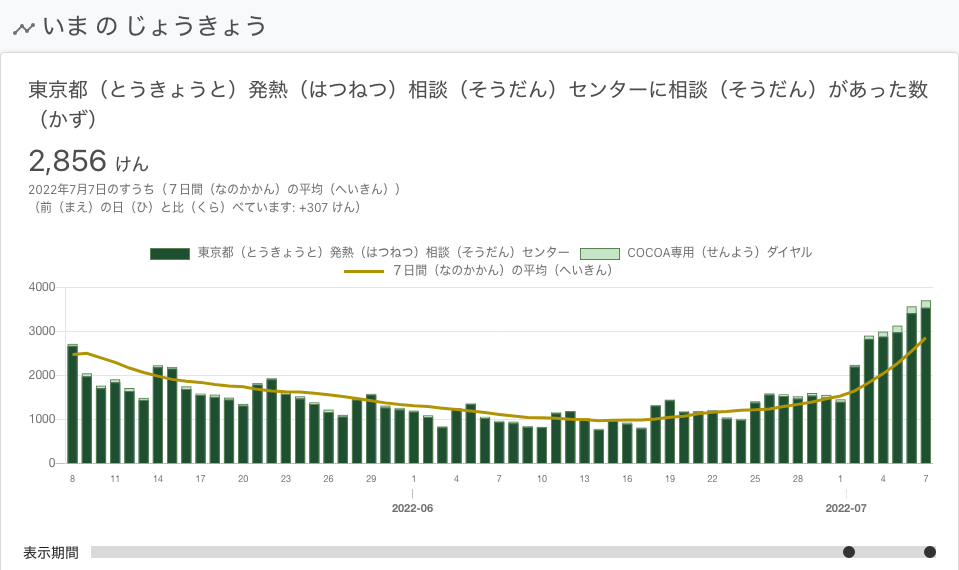 いま の じょうきょう
東京都（とうきょうと）発熱（はつねつ）相談（そうだん）センターに相談（そうだん）があった数
（かず）
2,856 けん
2022年7月7日のすうち（７日間（なのかかん）の平均（へいきん））
（前（まえ）の日（ひ）と比（くら）べています: +307 けん）
東京都（とうきょうと）発熱（はつねつ）相談（そうだん）センター COCOA専用（せんよう）ダイヤル
７日間（なのかかん）の平均（へいきん）
4000
3000
2000
1000
0
8 11 14 17 20 23 26 29 1 4 7 10 13 16 19 22 25 28 1 4 7
2022-06 2022-07
表示期間